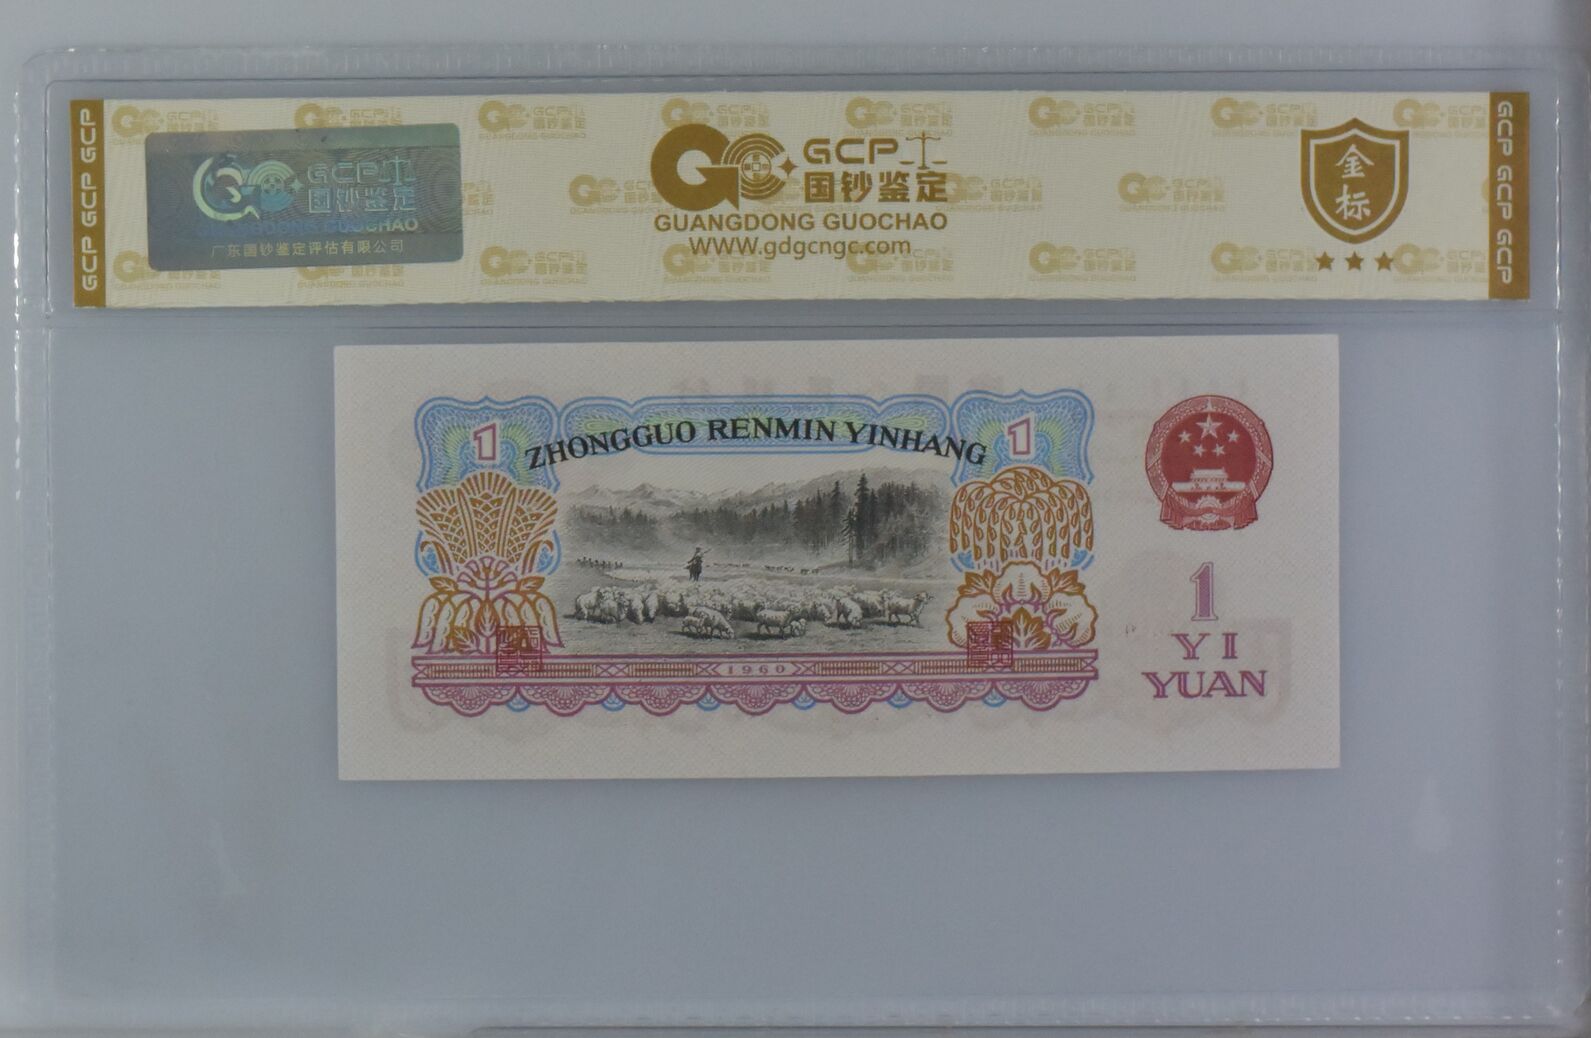 GCP GCP GCP
GCP
国钞鉴定
GUANGDONG GUOCHAO
广东国钞鉴定评估有限公司
GCP
国钞鉴定
GUANGDONG GUOCHAO
WWW.gdgcngc.com
金标
GCP GCP GCP
1
ZHONGGUO RENMIN YINHANG
1
1960
1
YI
YUAN